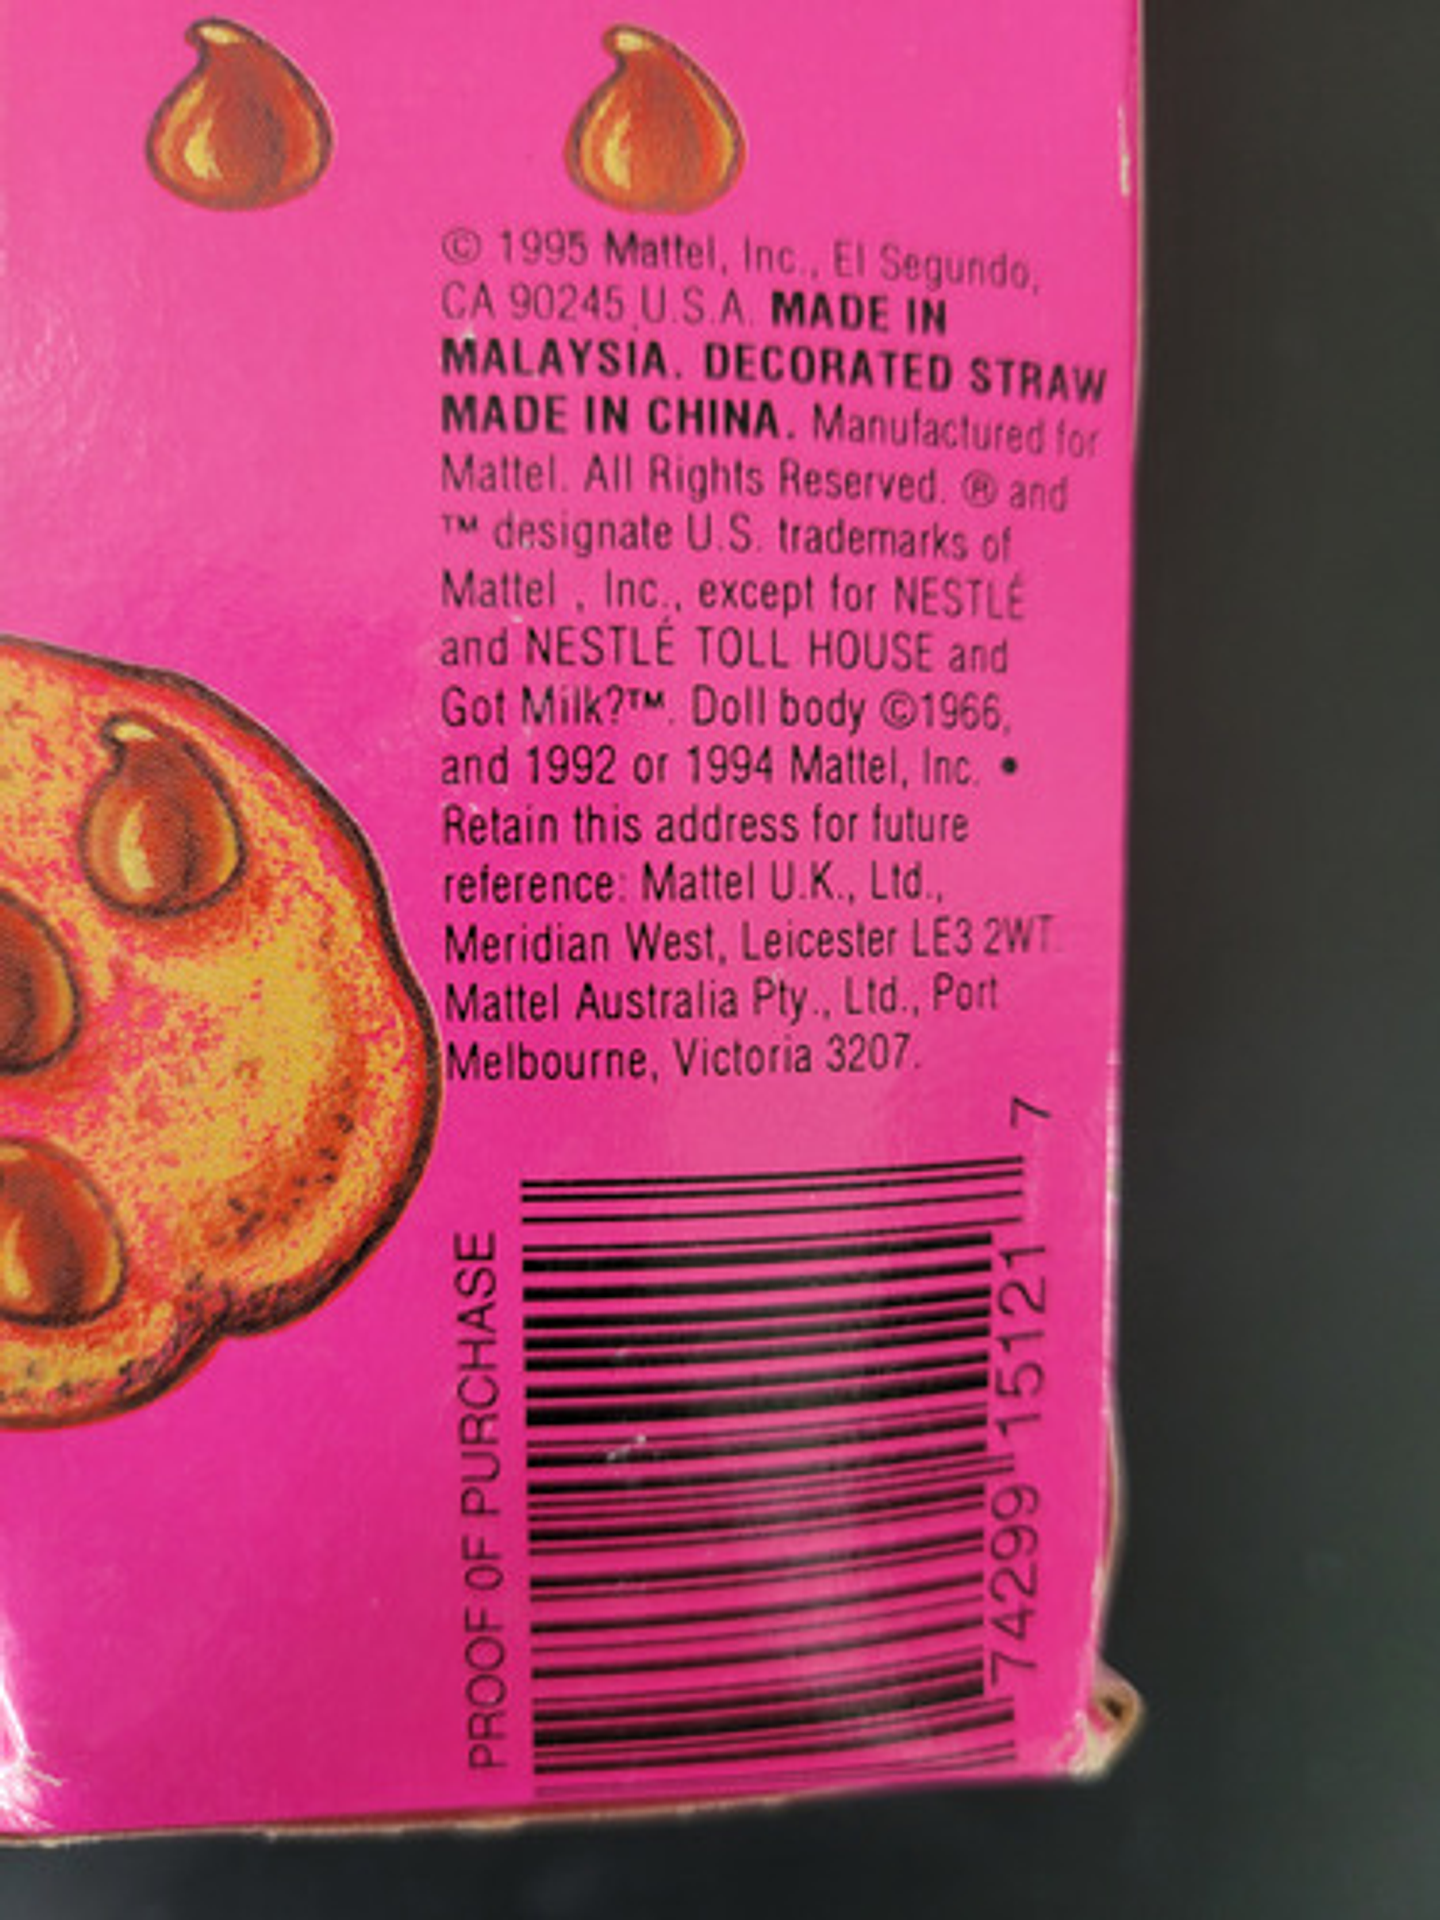 © 1995 Mattel, Inc., El Segundo,
CA 90245 U.S.A. MADE IN
MALAYSIA. DECORATED STRAW
MADE IN CHINA. Manufactured for
Mattel. All Rights Reserved. ® and
™ designate U.S. trademarks of
Mattel , Inc., except for NESTLÉ
and NESTLÉ TOLL HOUSE and
Got Milk?™. Doll body ©1966,
and 1992 or 1994 Mattel, Inc. •
Retain this address for future
reference: Mattel U.K., Ltd.,
Meridian West, Leicester LE3 2WT.
Mattel Australia Pty., Ltd., Port
Melbourne, Victoria 3207.
PROOF OF PURCHASE
74299 15121 7